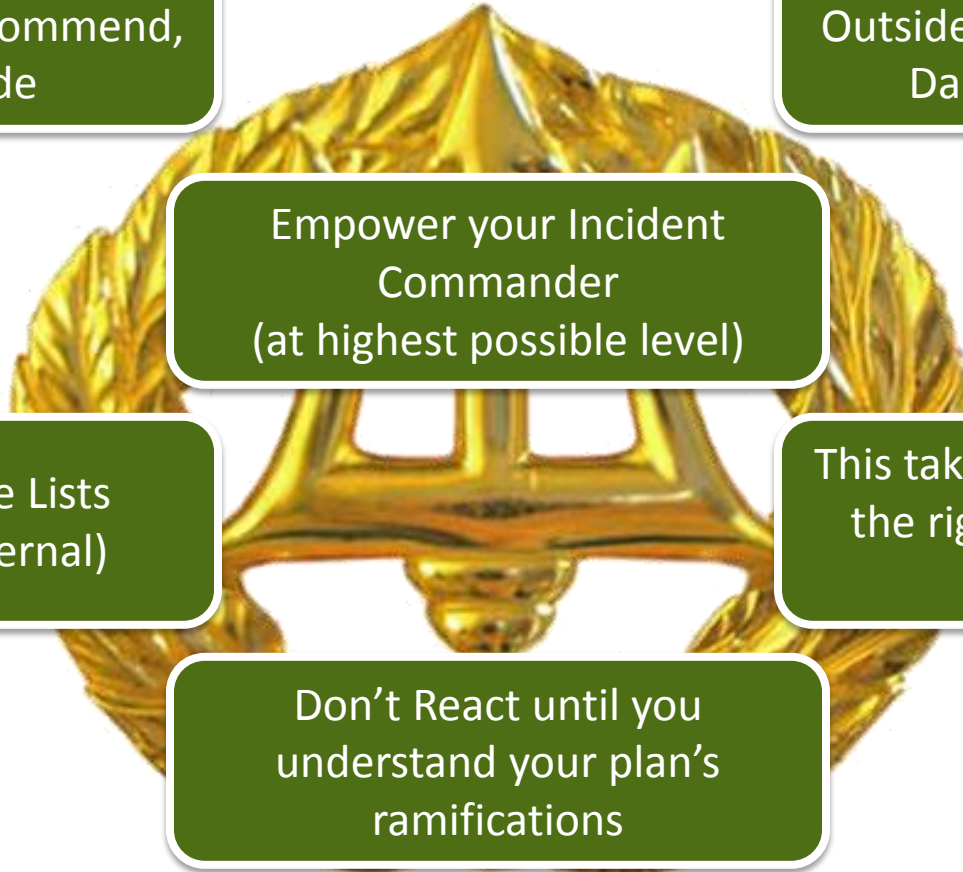 ommend,
de
Outside
Da
Empower your Incident
Commander
(at highest possible level)
e Lists
ernal)
This tak
the rig
Don’t React until you
understand your plan’s
ramifications